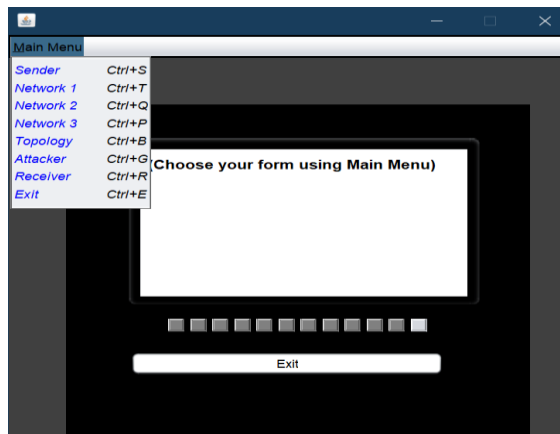 Main Menu
Sender Ctrl+S
Network 1 Ctrl+T
Network 2 Ctrl+Q
Network 3 Ctrl+P
Topology Ctrl+B
Attacker Ctrl+G
Receiver Ctrl+R
Exit Ctrl+E
(Choose your form using Main Menu)
Exit